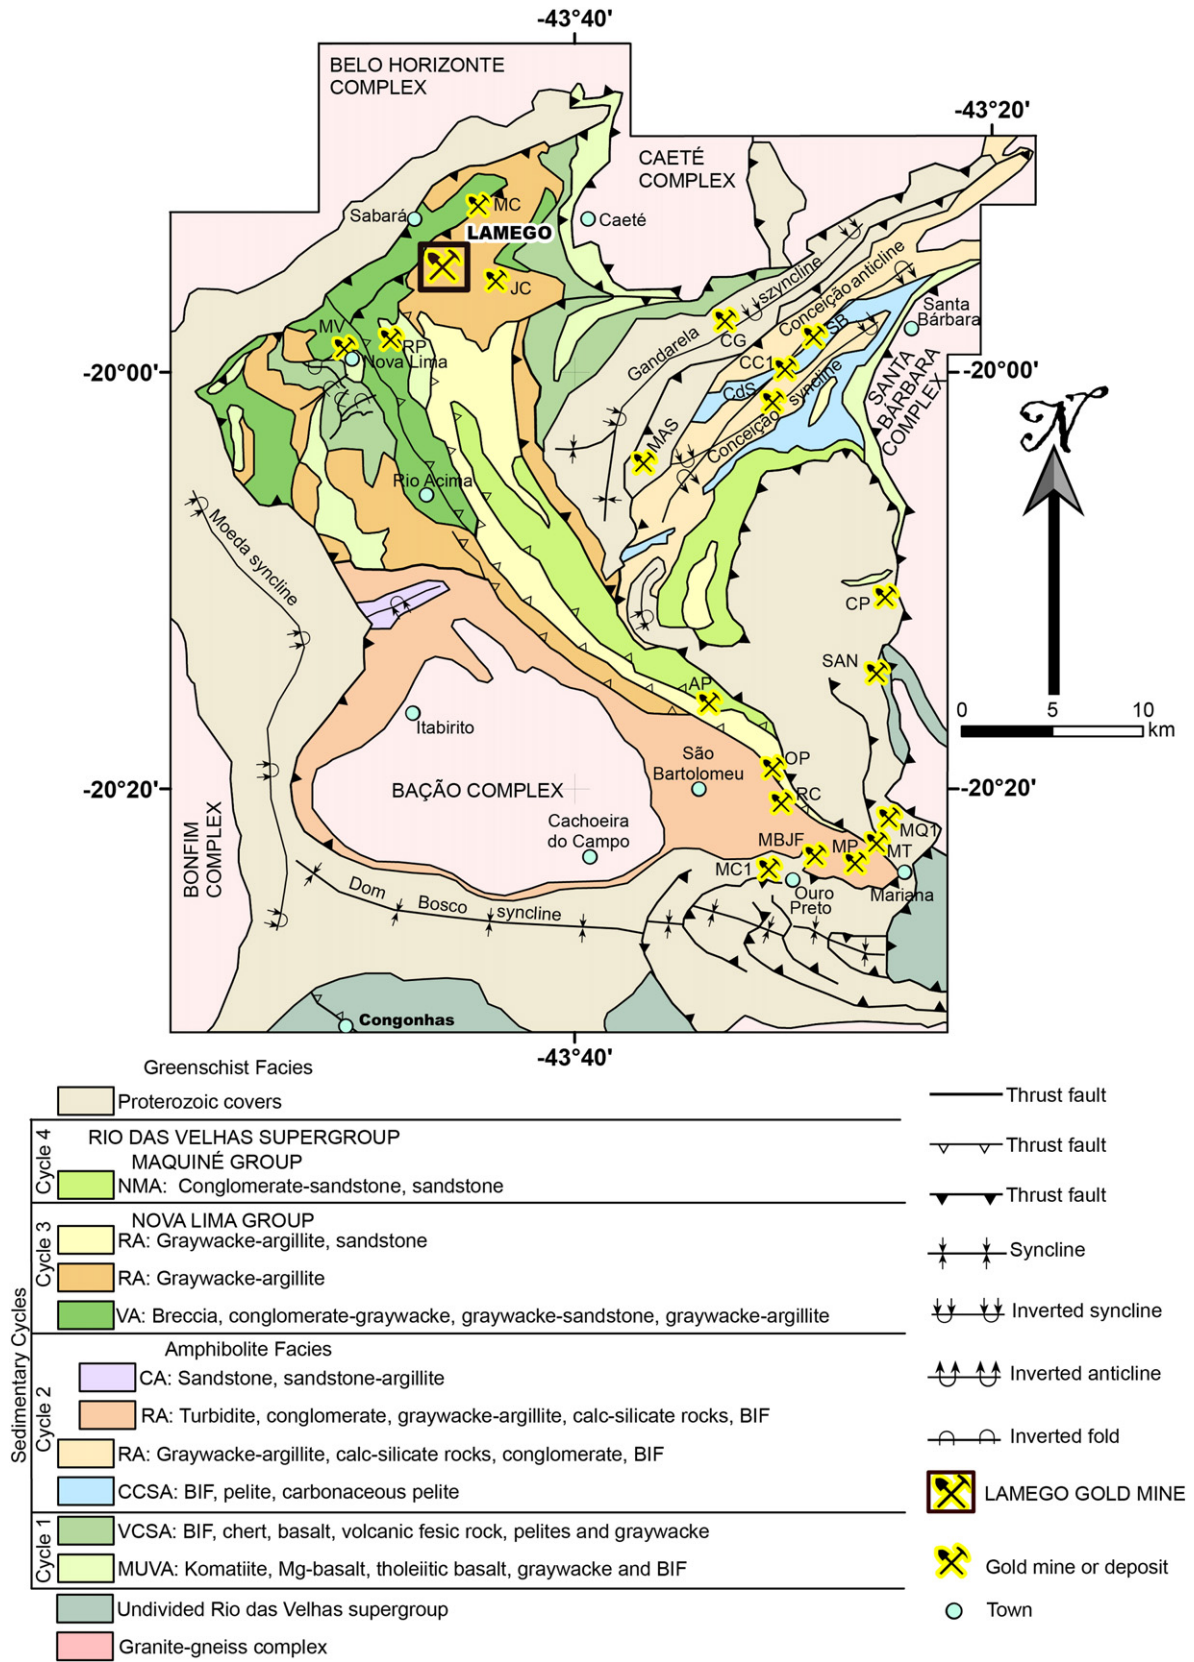 -43°40'
BELO HORIZONTE
COMPLEX
-43°20'
CAETÉ
COMPLEX
MC
Sabará
Caeté
LAMEGO
JC
Gandarela szyncline
Conceição anticline
Santa
Bárbara
MV
RP
Nova Lima
CG
SB
CC1
-20°00'
-20°00'
CdS
Conceição syncline
SANTA
BÁRBARA
COMPLEX
MAS
N
Rio Acima
Moeda syncline
CP
SAN
AP
0 5 10
km
Itabirito
São
Bartolomeu
OP
-20°20'
BAÇÃO COMPLEX
RC
-20°20'
Cachoeira
do Campo
MQ1
BONFIM
COMPLEX
MBJF
MP
MT
MC1
Mariana
Ouro
Preto
Dom Bosco syncline
Congonhas
-43°40'
Greenschist Facies
Proterozoic covers
Sedimentary Cycles
Cycle 4
RIO DAS VELHAS SUPERGROUP
MAQUINÉ GROUP
NMA: Conglomerate-sandstone, sandstone
Cycle 3
NOVA LIMA GROUP
RA: Graywacke-argillite, sandstone
RA: Graywacke-argillite
VA: Breccia, conglomerate-graywacke, graywacke-sandstone, graywacke-argillite
Cycle 2
Amphibolite Facies
CA: Sandstone, sandstone-argillite
RA: Turbidite, conglomerate, graywacke-argillite, calc-silicate rocks, BIF
RA: Graywacke-argillite, calc-silicate rocks, conglomerate, BIF
CCSA: BIF, pelite, carbonaceous pelite
Cycle 1
VCSA: BIF, chert, basalt, volcanic fesic rock, pelites and graywacke
MUVA: Komatiite, Mg-basalt, tholeiitic basalt, graywacke and BIF
Undivided Rio das Velhas supergroup
Granite-gneiss complex
Thrust fault
Thrust fault
Thrust fault
Syncline
Inverted syncline
Inverted anticline
Inverted fold
LAMEGO GOLD MINE
Gold mine or deposit
Town